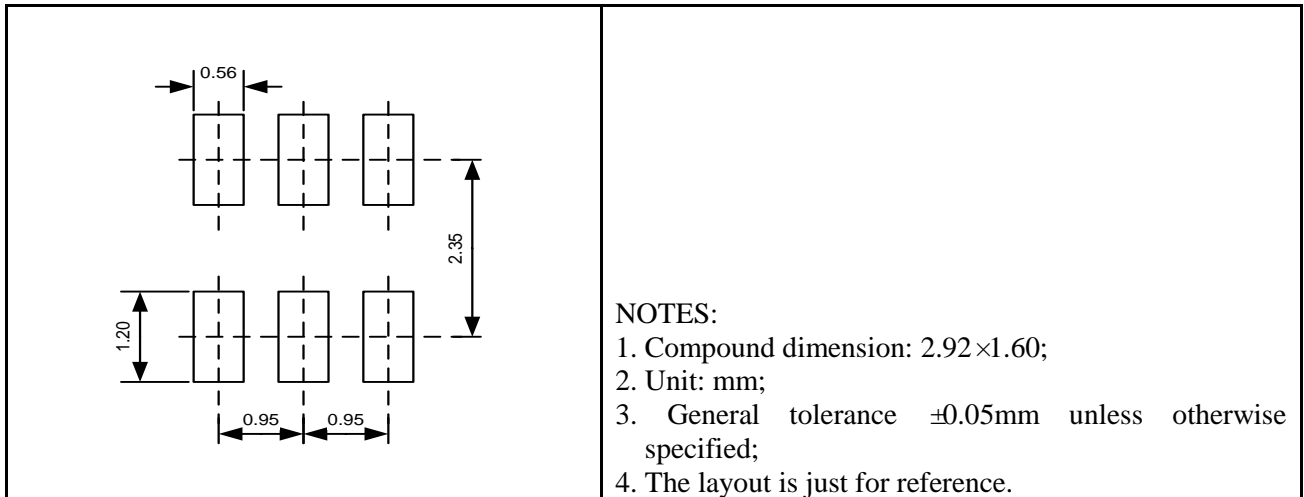 0.56
2.35
1.20
0.95 0.95
NOTES:
1. Compound dimension: 2.92×1.60;
2. Unit: mm;
3. General tolerance ±0.05mm unless otherwise
specified;
4. The layout is just for reference.